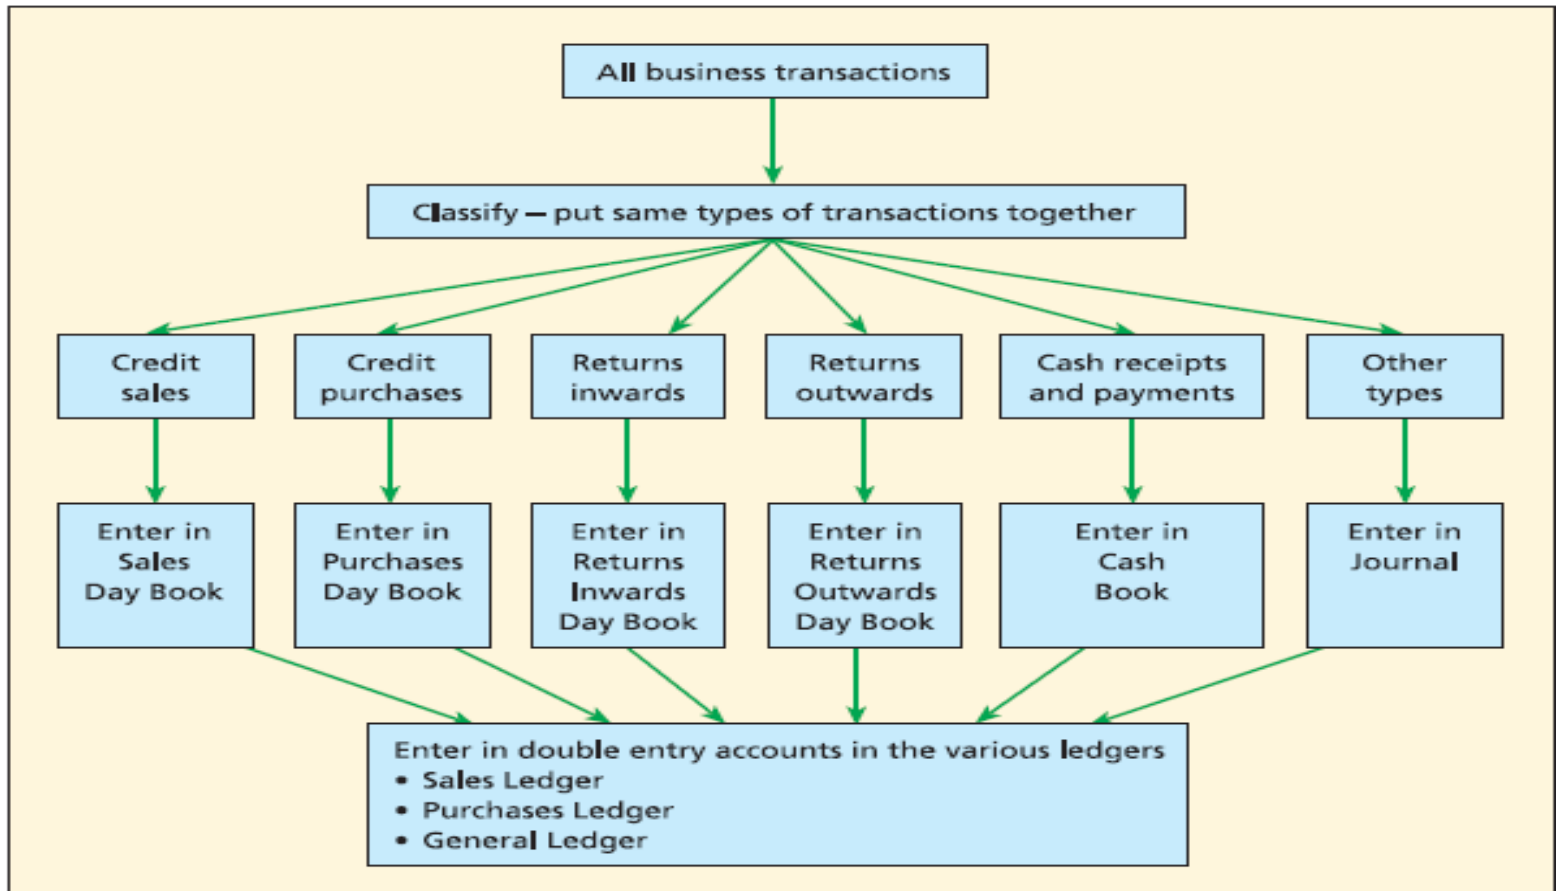 All business transactions
Classify – put same types of transactions together
Credit
sales
Credit
purchases
Returns
inwards
Returns
outwards
Cash receipts
and payments
Other
types
Enter in
Sales
Day Book
Enter in
Purchases
Day Book
Enter in
Returns
Inwards
Day Book
Enter in
Returns
Outwards
Day Book
Enter in
Cash
Book
Enter in
Journal
Enter in double entry accounts in the various ledgers
• Sales Ledger
• Purchases Ledger
• General Ledger